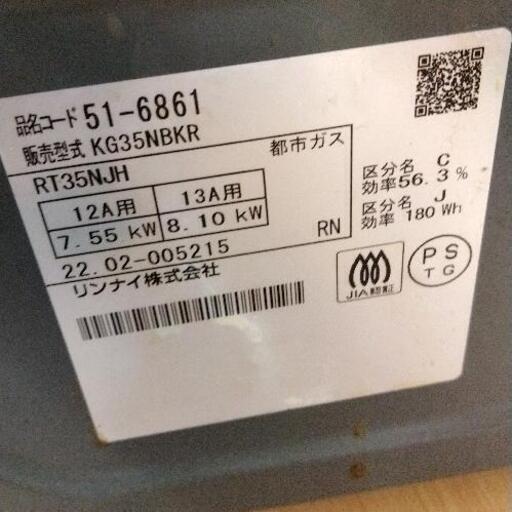 品名コード 51-6861
販売型式 KG35NBKR
RT35NJH
都市ガス
12A用 13A用
7.55 kW 8.10 kW
22.02-005215
RN
リンナイ株式会社
区分名 C
効率 56.3 %
区分名 J
効率 180 Wh
JIA
PS
TG